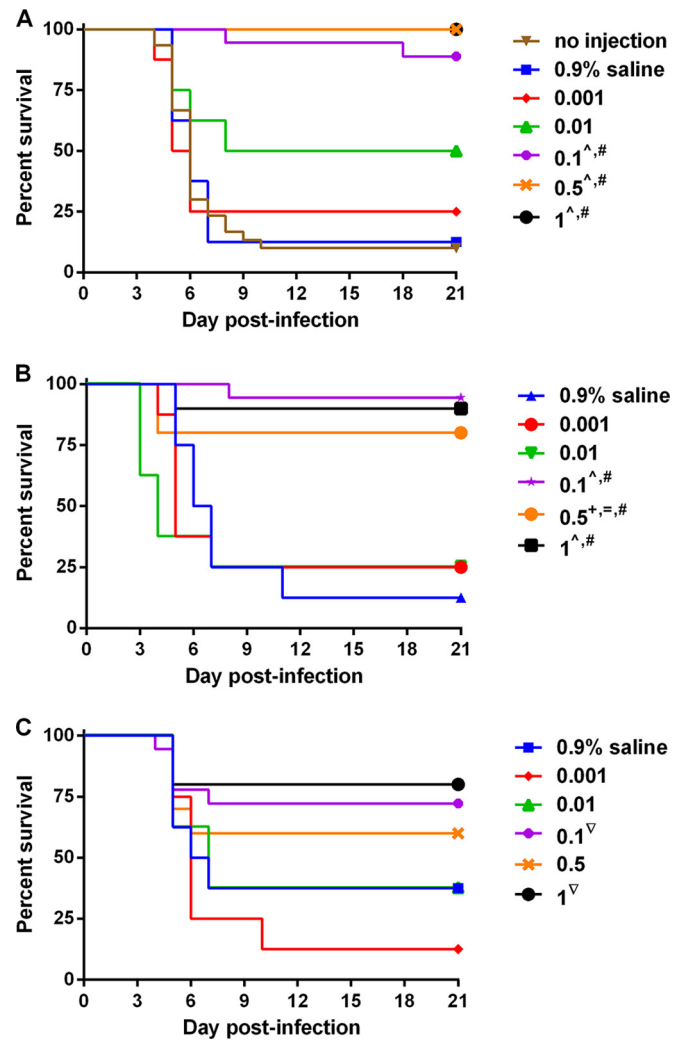 A
Percent survival
100
75
50
25
0
0 3 6 9 12 15 18 21
Day post-infection
no injection
0.9% saline
0.001
0.01
0.1^,#
0.5^,#
1^,#
B
Percent survival
100
75
50
25
0
0 3 6 9 12 15 18 21
Day post-infection
0.9% saline
0.001
0.01
0.1^,#
0.5+,=,#
1^,#
C
Percent survival
100
75
50
25
0
0 3 6 9 12 15 18 21
Day post-infection
0.9% saline
0.001
0.01
0.1∇
0.5
1∇